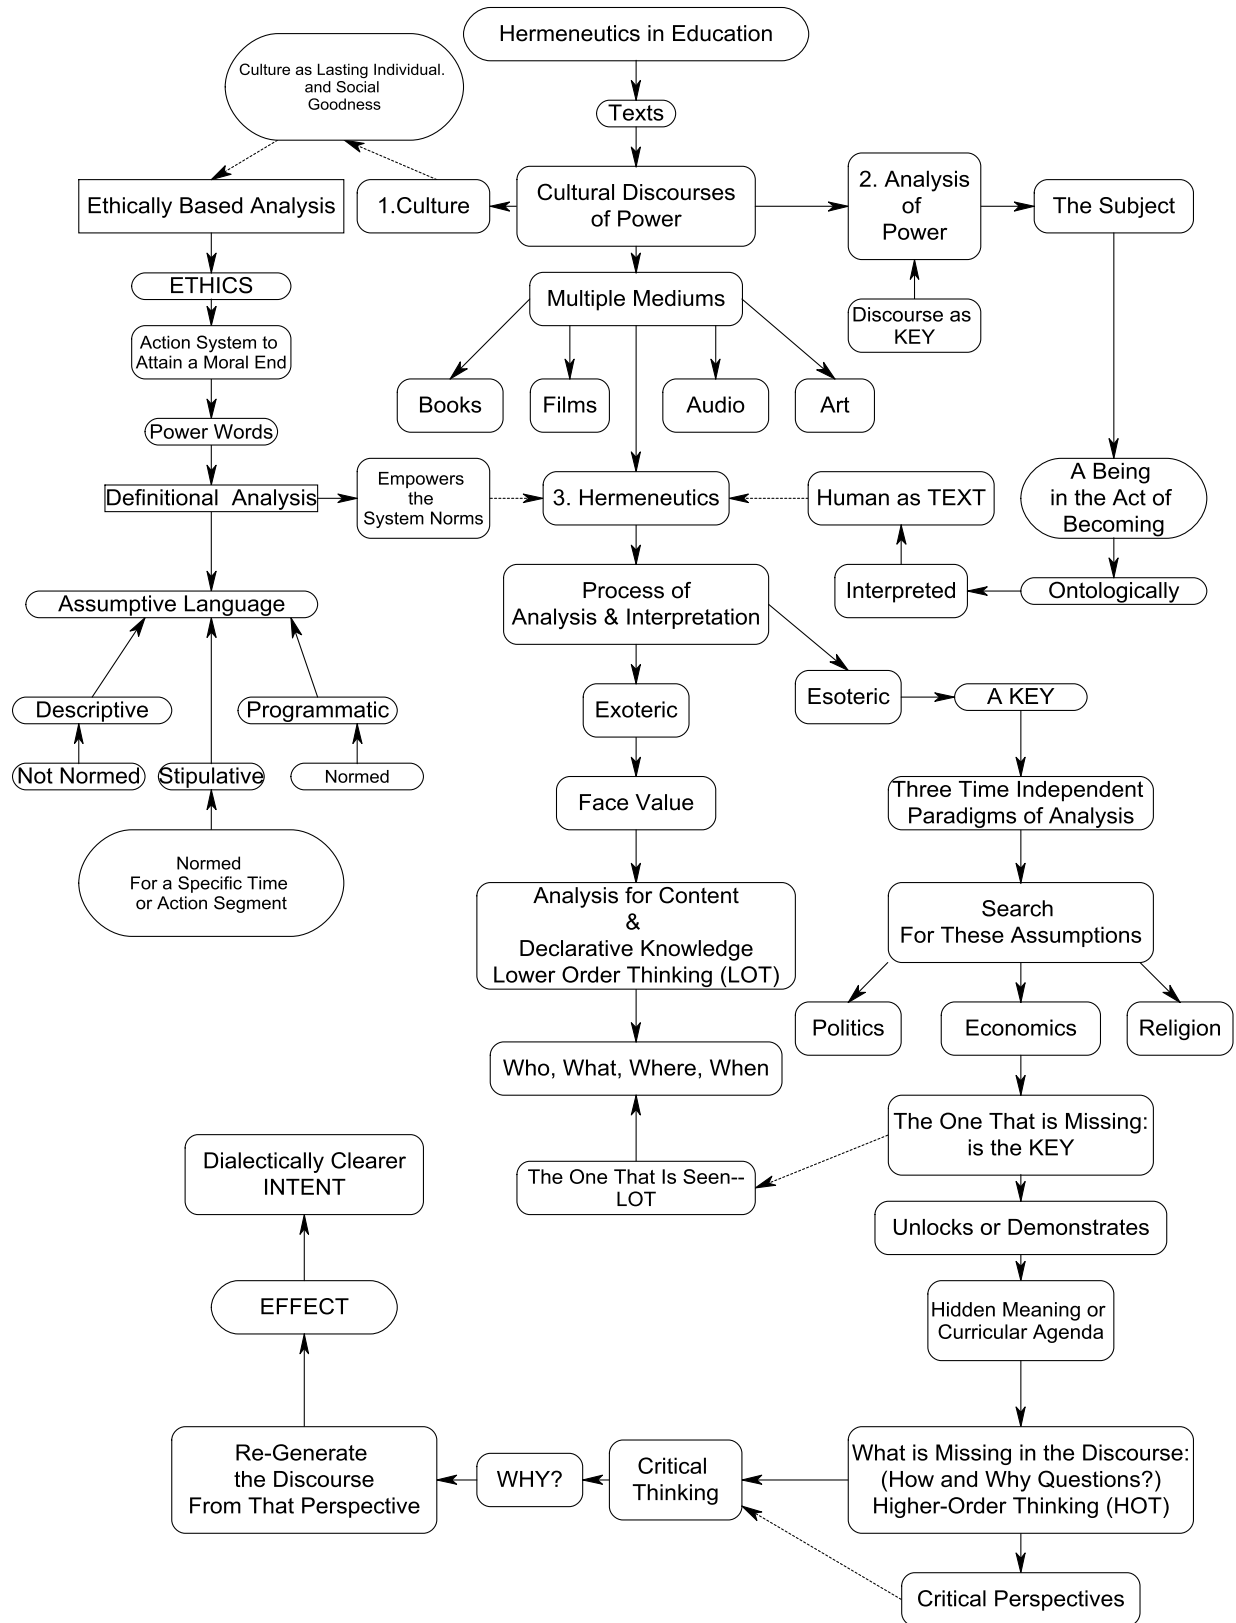 Hermeneutics in Education
Culture as Lasting Individual.
and Social
Goodness
Texts
Ethically Based Analysis
1.Culture
Cultural Discourses
of Power
2. Analysis
of
Power
The Subject
ETHICS
Multiple Mediums
Discourse as
KEY
Action System to
Attain a Moral End
Books
Films
Audio
Art
Power Words
Definitional  Analysis
Empowers
the
System Norms
3. Hermeneutics
Human as TEXT
A Being
in the Act of
Becoming
Assumptive Language
Process of
Analysis & Interpretation
Interpreted
Ontologically
Descriptive
Programmatic
Exoteric
Esoteric
A KEY
Not Normed
Stipulative
Normed
Face Value
Three Time Independent
Paradigms of Analysis
Normed
For a Specific Time
or Action Segment
Analysis for Content
&
Declarative Knowledge
Lower Order Thinking (LOT)
Search
For These Assumptions
Politics
Economics
Religion
Who, What, Where, When
The One That is Missing:
is the KEY
Dialectically Clearer
INTENT
The One That Is Seen--
LOT
Unlocks or Demonstrates
EFFECT
Hidden Meaning or
Curricular Agenda
Re-Generate
the Discourse
From That Perspective
WHY?
Critical
Thinking
What is Missing in the Discourse:
(How and Why Questions?)
Higher-Order Thinking (HOT)
Critical Perspectives